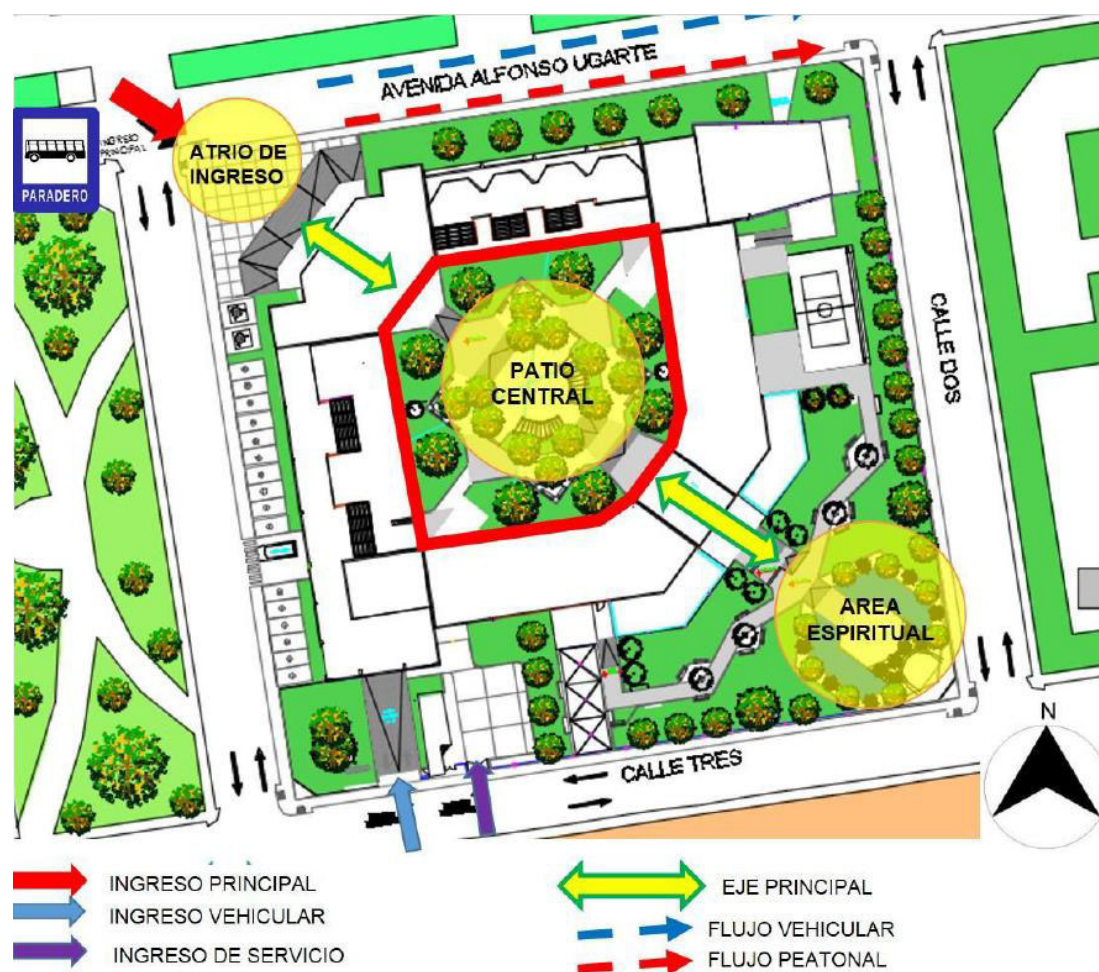 AVENIDA ALFONSO UGARTE
INGRESO
PRINCIPAL
PARADERO
ATRIO DE
INGRESO
PATIO
CENTRAL
CALLE DOS
AREA
ESPIRITUAL
CALLE TRES
N
INGRESO PRINCIPAL
INGRESO VEHICULAR
INGRESO DE SERVICIO
EJE PRINCIPAL
FLUJO VEHICULAR
FLUJO PEATONAL